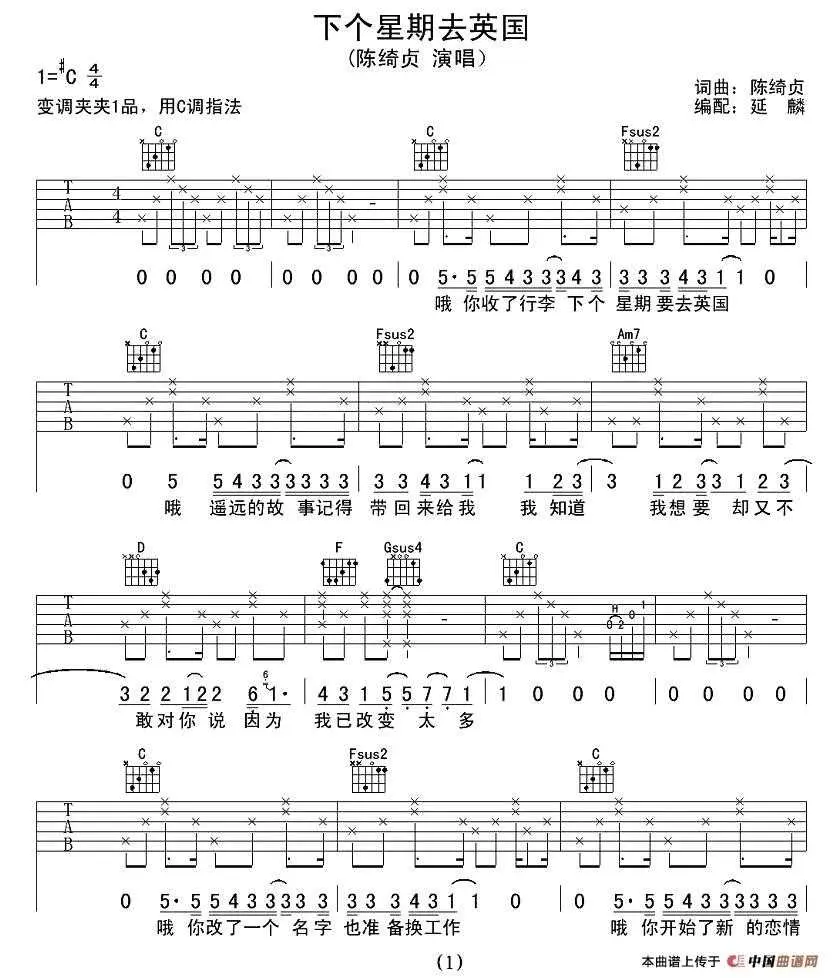 下个星期去英国
(陈绮贞 演唱)
1=#C 4/4
词曲: 陈绮贞
变调夹夹1品, 用C调指法
编配: 延 麟
C C Fsus2
T A B 4/4
3 3 3
0 0 0 0 0 0 0 0 0 5· 5 5 4 3 3 3 4 3 3 3 3 4 3 1 1 0
哦 你收了行李 下个 星期要去英国
C Fsus2 Am7
T A B
0 5 5 4 3 3 3 3 3 3 3 3 4 3 1 1 1 2 3 3 1 2 3 3 1 2 3
哦 遥远的故 事记得 带回来给我 我 知道 我想要 却又不
D F Gsus4 C
T A B
H 0 2 0 1
3 3
3 2 2 1 2 2 6 1· 4 3 1 5 5 7 7 1 1 0 0 0 0 0 0 0
6
敢对你 说 因为 我已改变 太 多
C Fsus2 C
T A B
0 5· 5 5 4 3 3 3 3 3 3 3 4 3 1 1 0 0 5· 5 5 4 3 3 3 3 3
哦 你改了一个 名字 也准 备换工作 哦 你开始了新 的恋情
(1)
本曲谱上传于 中国曲谱网